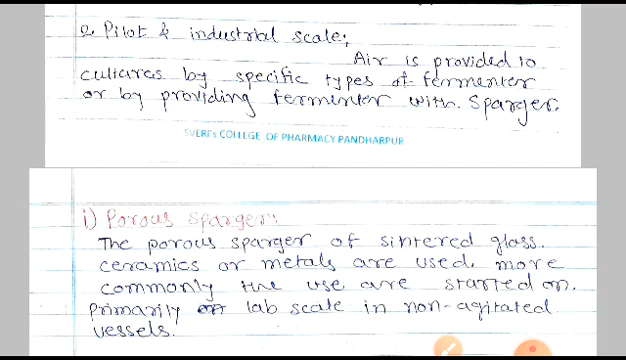 2. Pilot & industrial scale:
Air is provided to
cultures by specific types of fermenter
or by providing fermenter with Sparger.
SVERI's COLLEGE OF PHARMACY PANDHARPUR
i) Porous sparger:
The porous sparger of sintered glass.
ceramics or metals are used. more
commonly the use are started on.
primarily on lab scale in non-agitated
vessels.